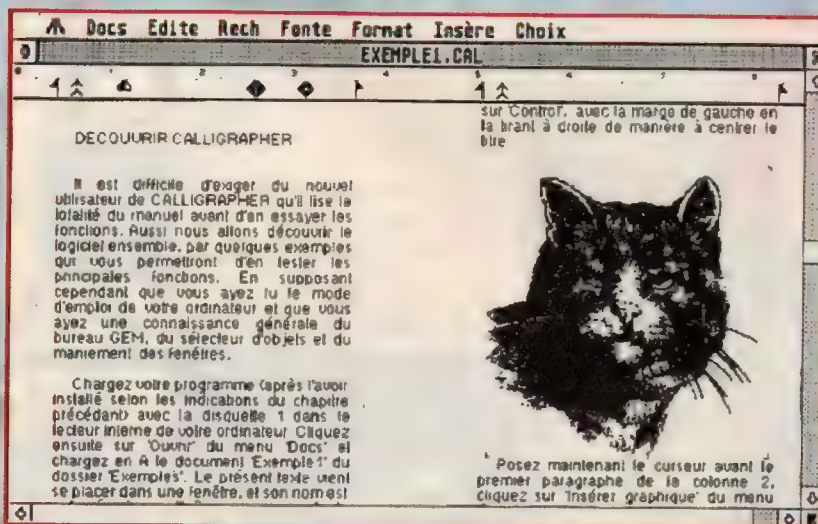 Docs Edite Rech Fonte Format Insère Choix
EXEMPLE1.CAL
DECOUVRIR CALLIGRAPHER
Il est difficile d'exiger du nouvel
utilisateur de CALLIGRAPHER qu'il lise la
totalité du manuel avant d'en essayer les
fonctions. Aussi nous allons découvrir le
logiciel ensemble, par quelques exemples
qui vous permettront d'en tester les
principales fonctions. En supposant
cependant que vous ayez lu le mode
d'emploi de votre ordinateur et que vous
ayez une connaissance générale du
bureau GEM, du sélecteur d'objets et du
maniement des fenêtres.
Chargez votre programme (après l'avoir
installé selon les indications du chapitre
précédant) avec la disquette 1 dans le
lecteur interne de votre ordinateur Cliquez
ensuite sur 'Ouvrir' du menu 'Docs' et
chargez en A le document 'Exemple1' du
dossier 'Exemples'. Le présent texte vient
se placer dans une fenêtre, et son nom est
sur 'Control', avec la marge de gauche en
la tirant à droite de manière à centrer le
titre
Posez maintenant le curseur avant le
premier paragraphe de la colonne 2,
cliquez sur 'Insérer graphique' du menu